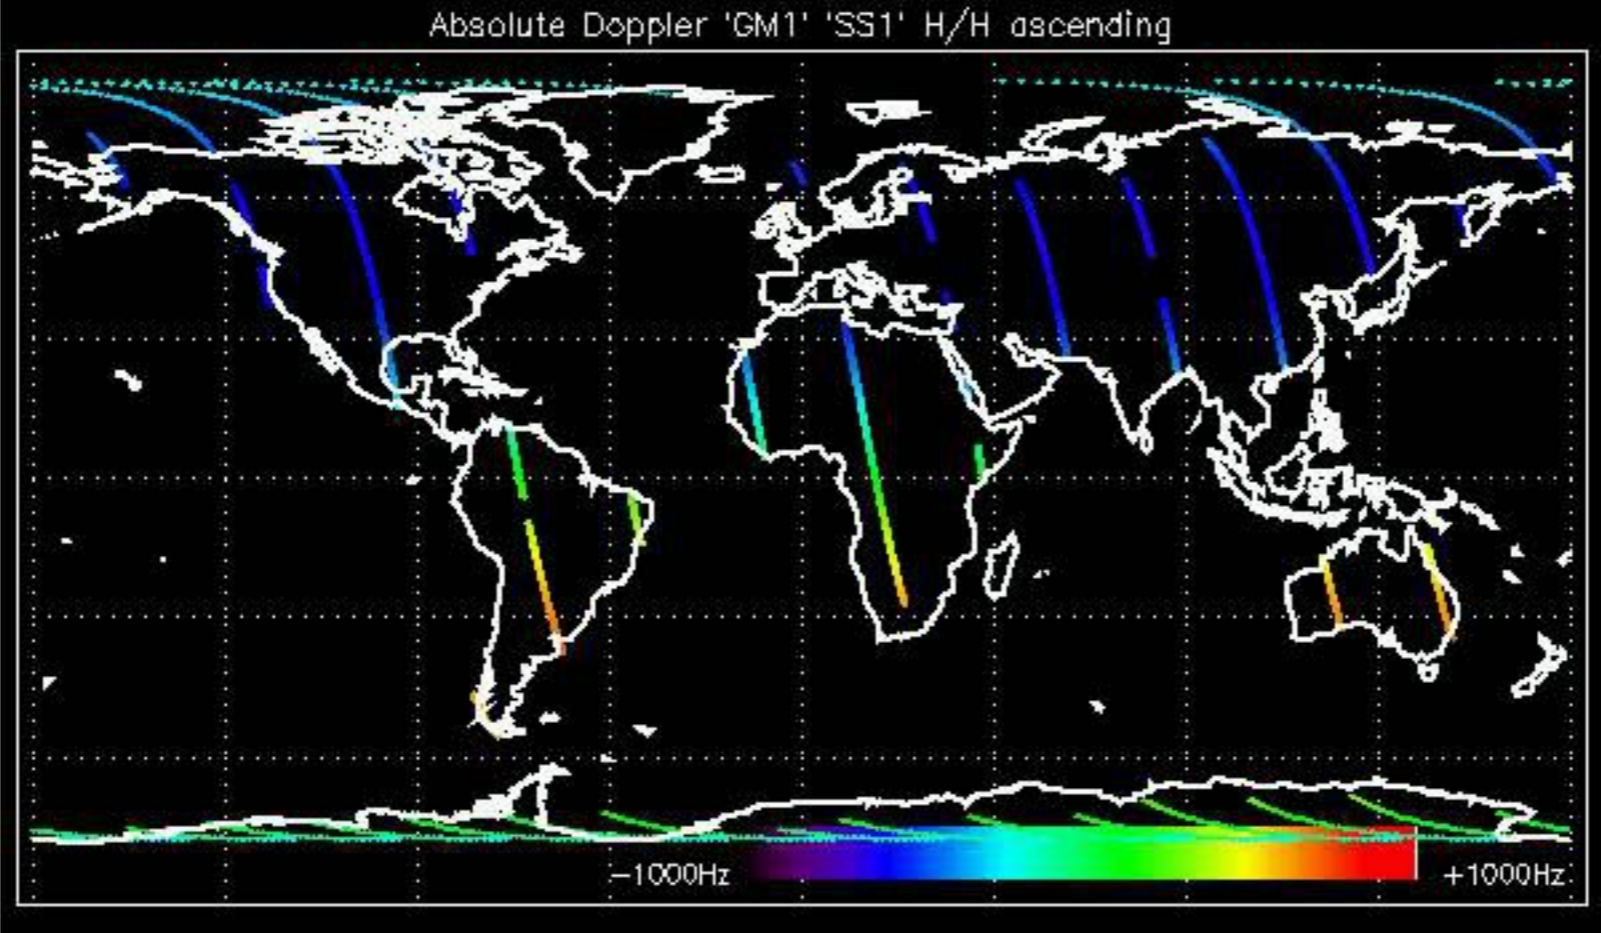 Absolute Doppler 'GM1' 'SS1' H/H ascending
−1000Hz +1000Hz